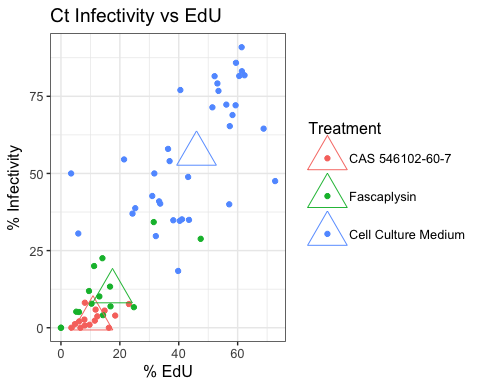 Ct Infectivity vs EdU
75
50
25
0
% Infectivity
0 20 40 60
% EdU
Treatment
CAS 546102-60-7
Fascaplysin
Cell Culture Medium